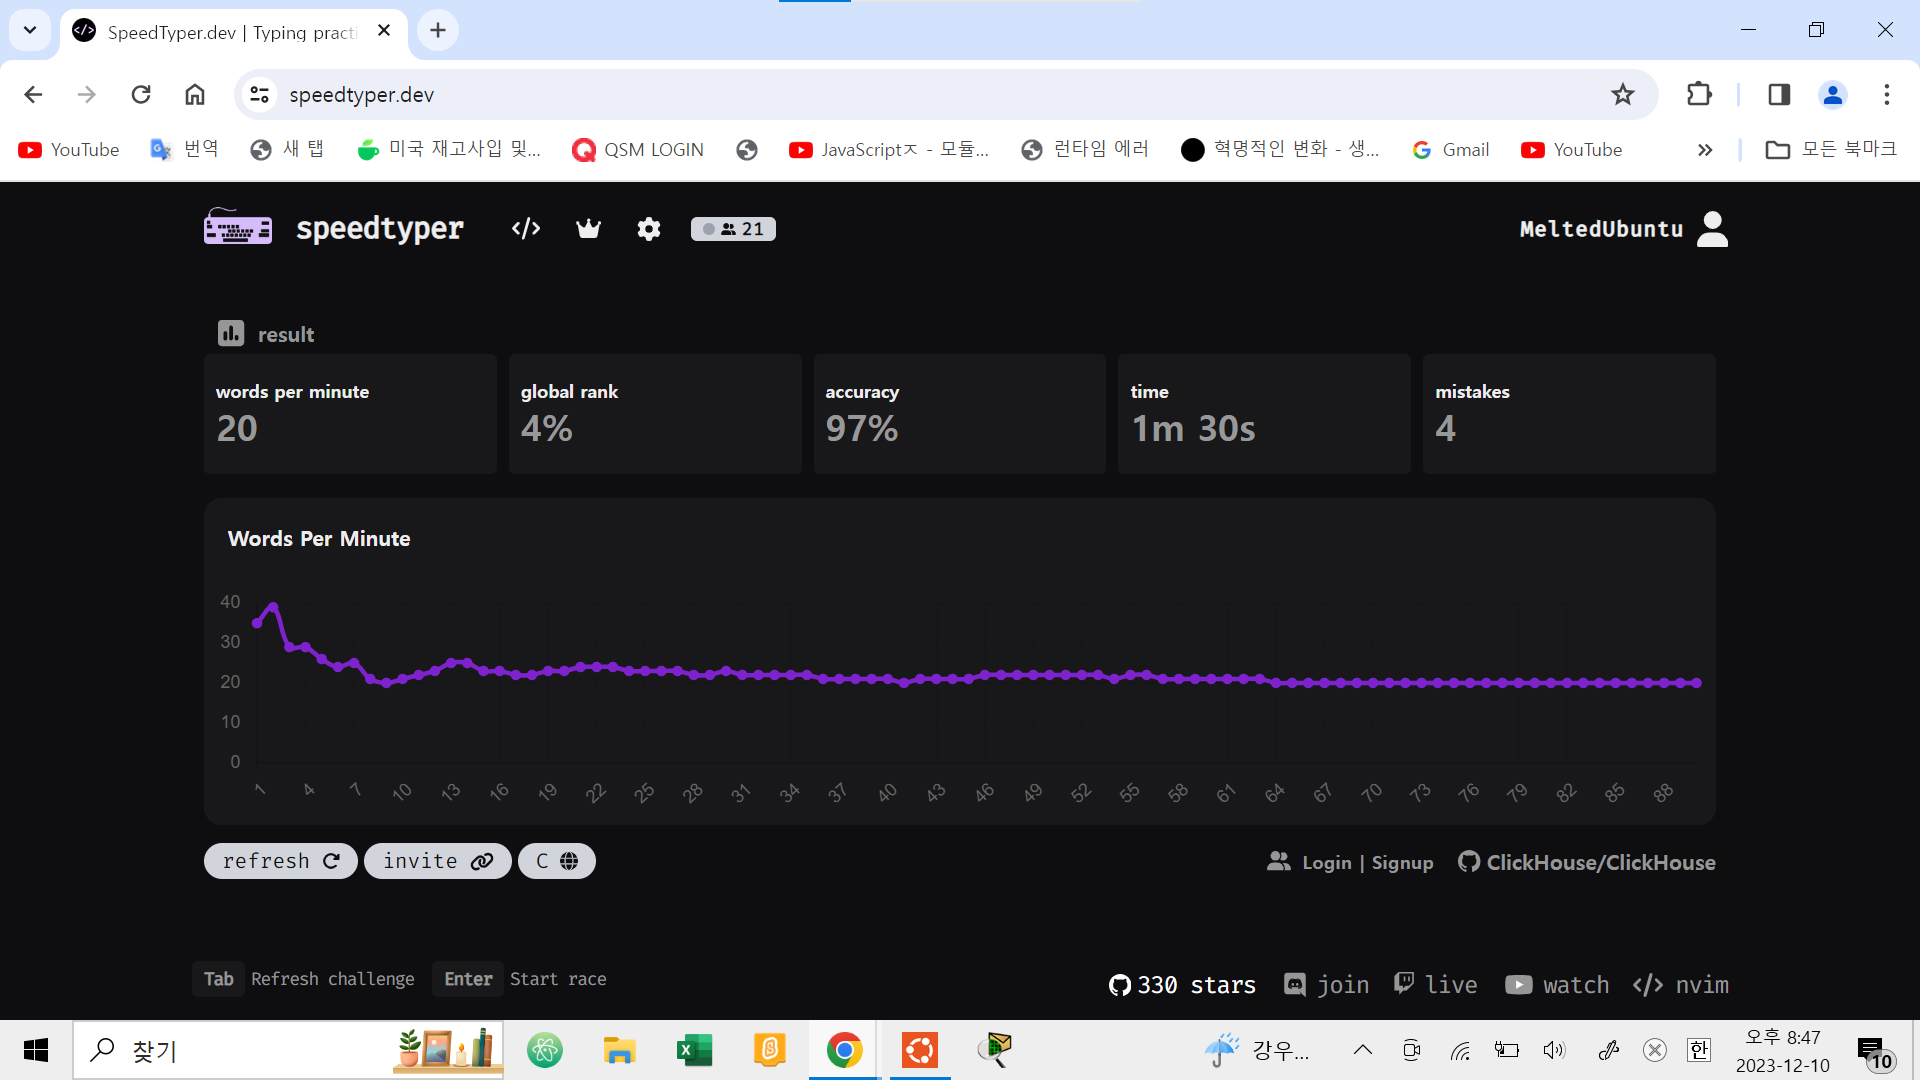 SpeedTyper.dev | Typing practi
speedtyper.dev
YouTube
번역
새 탭
미국 재고사입 및...
QSM LOGIN
JavaScriptㅈ - 모듈...
런타임 에러
혁명적인 변화 - 생...
Gmail
YouTube
모든 북마크
speedtyper
21
MeltedUbuntu
result
words per minute
20
global rank
4%
accuracy
97%
time
1m 30s
mistakes
4
Words Per Minute
40
30
20
10
0
1 4 7 10 13 16 19 22 25 28 31 34 37 40 43 46 49 52 55 58 61 64 67 70 73 76 79 82 85 88
refresh
invite
C
Login | Signup
ClickHouse/ClickHouse
Tab Refresh challenge
Enter Start race
330 stars
join
live
watch
nvim
찾기
강우...
한
오후 8:47
2023-12-10
10